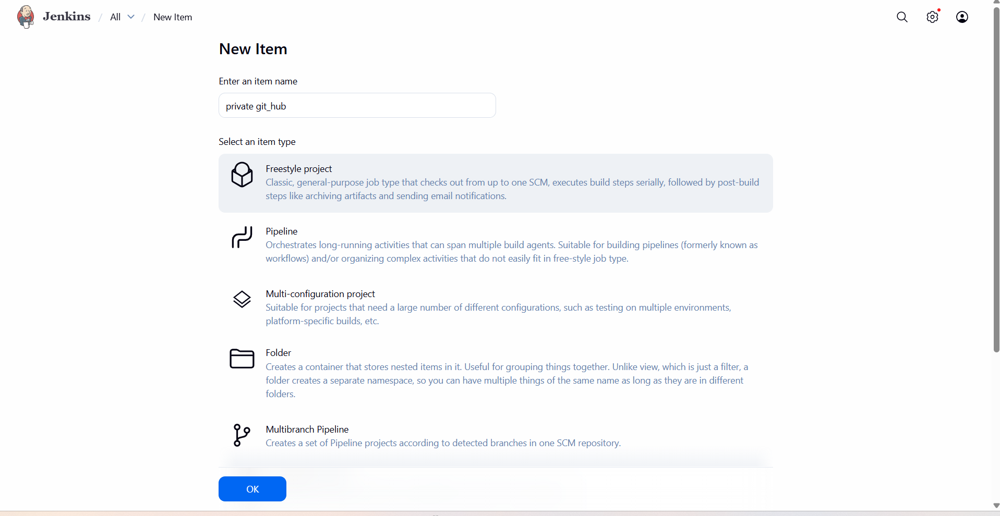 Jenkins / All / New Item
New Item
Enter an item name
private git_hub
Select an item type
Freestyle project
Classic, general-purpose job type that checks out from up to one SCM, executes build steps serially, followed by post-build
steps like archiving artifacts and sending email notifications.
Pipeline
Orchestrates long-running activities that can span multiple build agents. Suitable for building pipelines (formerly known as
workflows) and/or organizing complex activities that do not easily fit in free-style job type.
Multi-configuration project
Suitable for projects that need a large number of different configurations, such as testing on multiple environments,
platform-specific builds, etc.
Folder
Creates a container that stores nested items in it. Useful for grouping things together. Unlike view, which is just a filter, a
folder creates a separate namespace, so you can have multiple things of the same name as long as they are in different
folders.
Multibranch Pipeline
Creates a set of Pipeline projects according to detected branches in one SCM repository.
OK